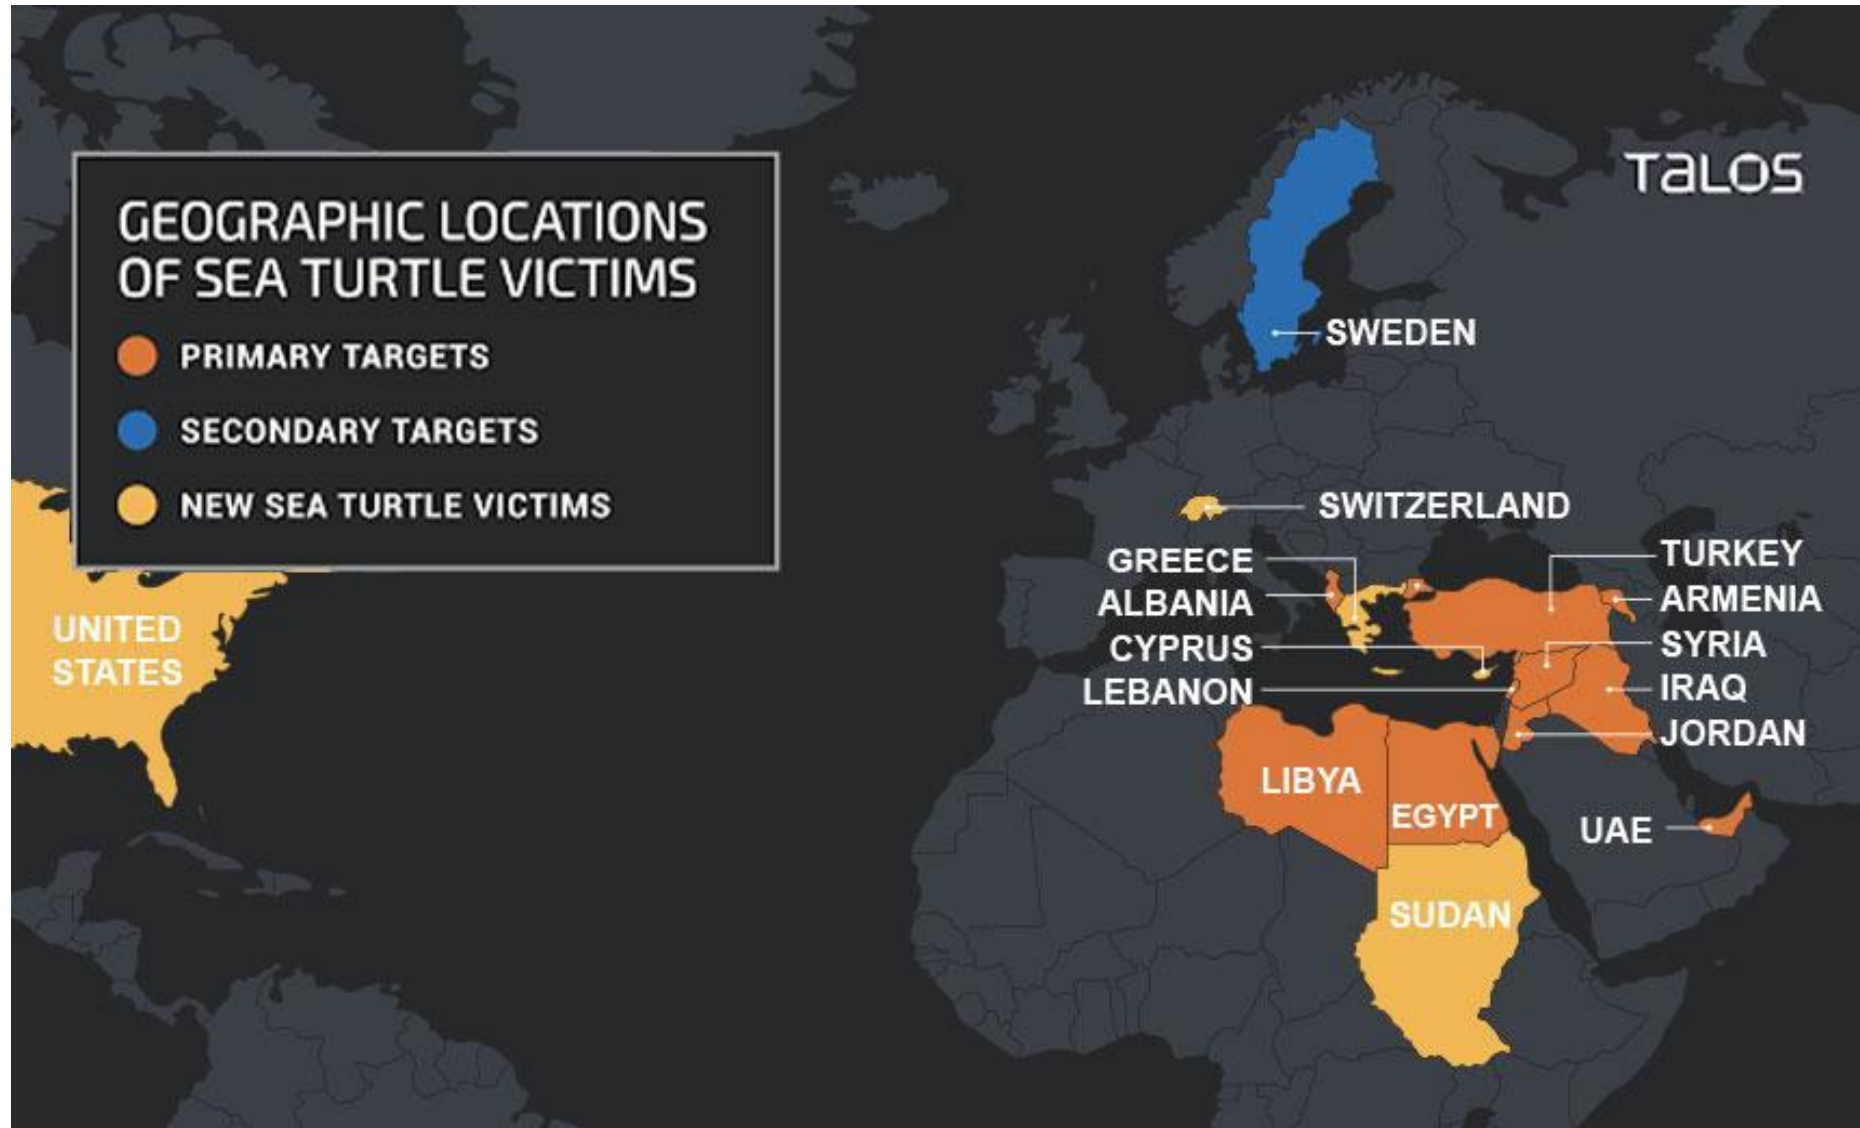 TALOS
GEOGRAPHIC LOCATIONS
OF SEA TURTLE VICTIMS
PRIMARY TARGETS
SECONDARY TARGETS
NEW SEA TURTLE VICTIMS
UNITED
STATES
SWEDEN
SWITZERLAND
GREECE
ALBANIA
CYPRUS
LEBANON
TURKEY
ARMENIA
SYRIA
IRAQ
JORDAN
LIBYA
EGYPT
UAE
SUDAN